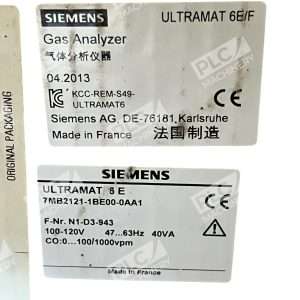 SIEMENS
ULTRAMAT 6E/F
Gas Analyzer
气体分析仪器
04.2013
KCC-REM-S49-
ULTRAMAT6
Siemens AG, DE-76181 Karlsruhe
Made in France 法国制造
ORIGINAL PACKAGING
SIEMENS
ULTRAMAT 6 E
7MB2121-1BE00-0AA1
F-Nr. N1-D3-943
100-120V 47...63Hz 40VA
CO:0...100/1000vpm
Made in France
PLC
MACHINERY